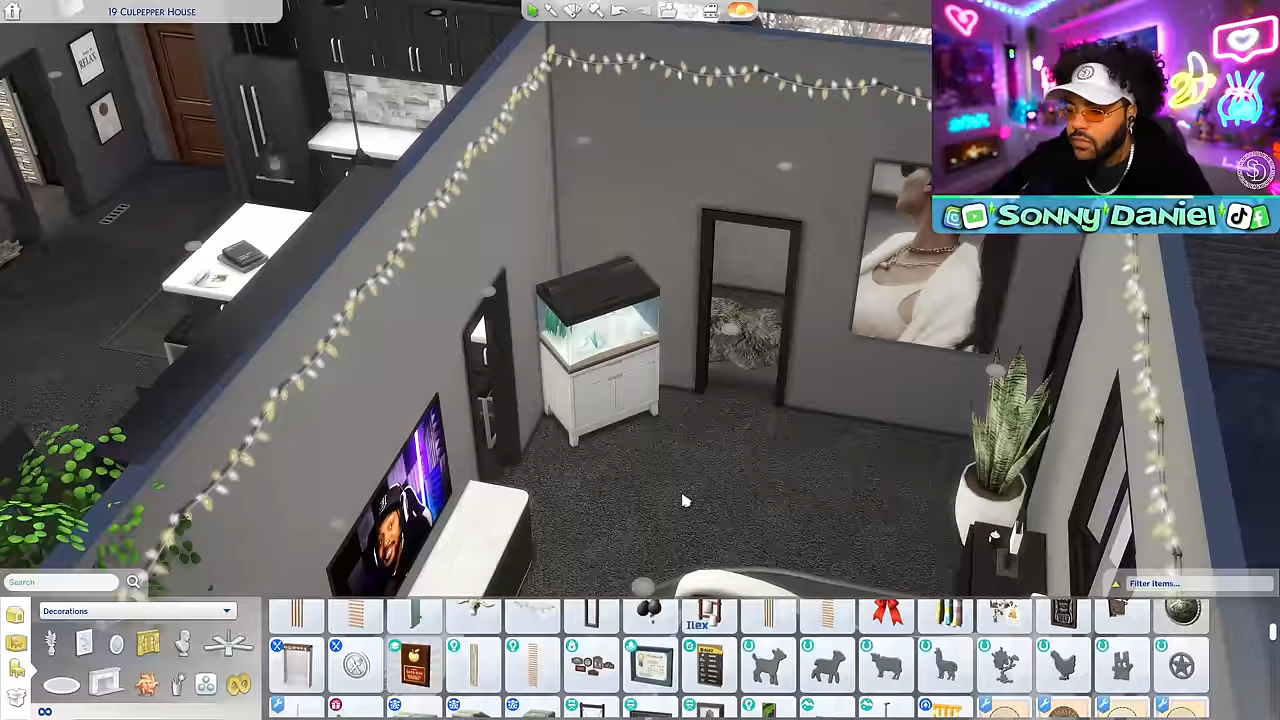 19 Culpepper House
RELAX
Sonny Daniel
Search
Filter Items...
Decorations
Ilex